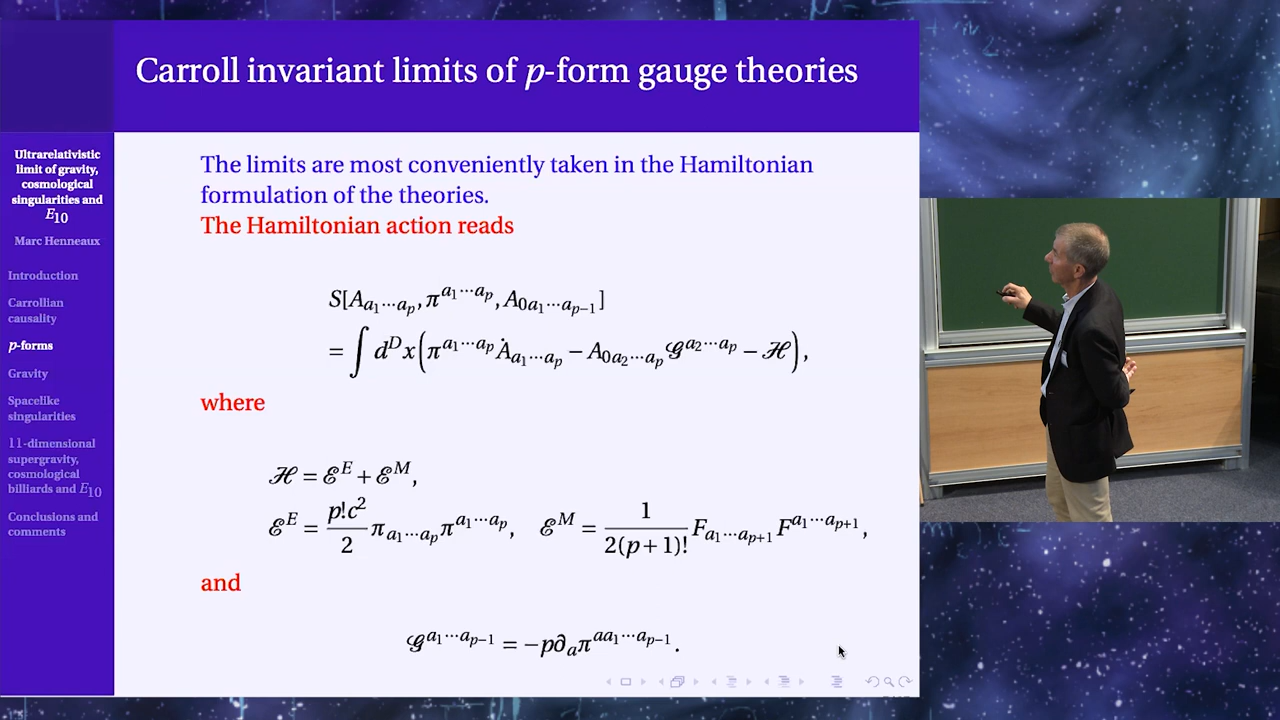 Carroll invariant limits of p-form gauge theories
Ultrarelativistic
limit of gravity,
cosmological
singularities and
E₁₀
Marc Henneaux
Introduction
Carrollian
causality
p-forms
Gravity
Spacelike
singularities
11-dimensional
supergravity,
cosmological
billiards and E₁₀
Conclusions and
comments
The limits are most conveniently taken in the Hamiltonian
formulation of the theories.
The Hamiltonian action reads
S[A_{a_1⋯a_p}, π^{a_1⋯a_p}, A_{0a_1⋯a_{p−1}}]
= ∫ d^D x (π^{a_1⋯a_p} Ȧ_{a_1⋯a_p} − A_{0a_2⋯a_p} 𝒢^{a_2⋯a_p} − ℋ),
where
ℋ = ℰ^E + ℰ^M,
ℰ^E = \frac{p!c^2}{2} π_{a_1⋯a_p} π^{a_1⋯a_p}, ℰ^M = \frac{1}{2(p+1)!} F_{a_1⋯a_{p+1}} F^{a_1⋯a_{p+1}},
and
𝒢^{a_1⋯a_{p−1}} = −p∂_a π^{aa_1⋯a_{p−1}}.